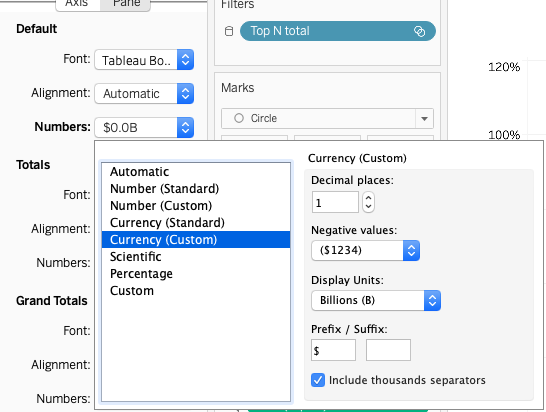 Axis
Pane
Default
Font:
Tableau Bo..
Alignment:
Automatic
Numbers:
$0.0B
Totals
Font:
Alignment:
Numbers:
Grand Totals
Font:
Alignment:
Numbers:
Filters
Top N total
Marks
Circle
120%
100%
Automatic
Number (Standard)
Number (Custom)
Currency (Standard)
Currency (Custom)
Scientific
Percentage
Custom
Currency (Custom)
Decimal places:
1
Negative values:
($1234)
Display Units:
Billions (B)
Prefix / Suffix:
$
Include thousands separators